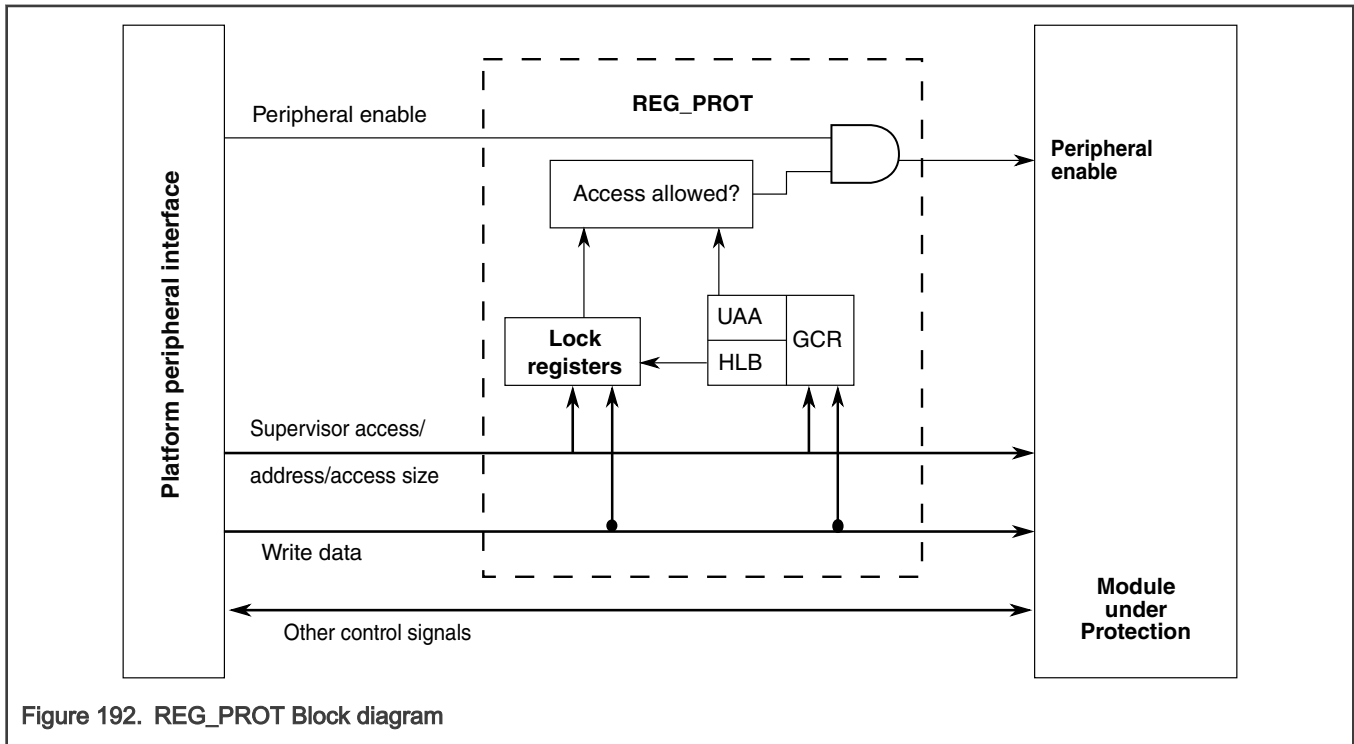 Platform peripheral interface
REG_PROT
Peripheral enable
Access allowed?
Peripheral
enable
UAA
HLB
GCR
Lock
registers
Supervisor access/
address/access size
Write data
Other control signals
Module
under
Protection
Figure 192. REG_PROT Block diagram